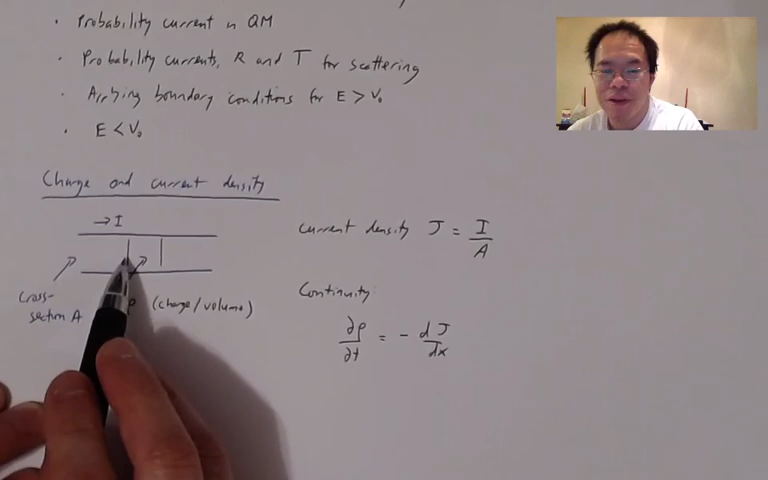 · Probability current in QM
· Probability currents, R and T for scattering
· Applying boundary conditions for E > V₀
· E < V₀
Charge and current density
→ I
Current density J = I / A
Cross-
section A
ρ (charge/volume)
Continuity
∂ρ/∂t = - dJ/dx